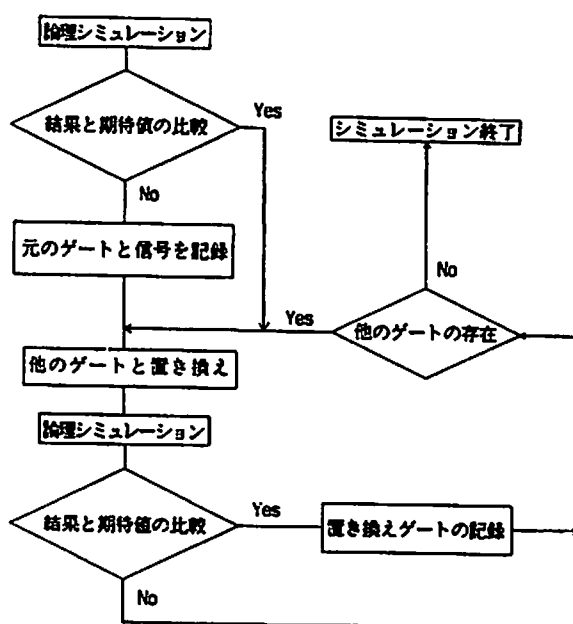 論理シミュレーション
結果と期待値の比較
Yes
シミュレーション終了
No
元のゲートと信号を記録
No
Yes
他のゲートの存在
他のゲートと置き換え
論理シミュレーション
結果と期待値の比較
Yes
置き換えゲートの記録
No